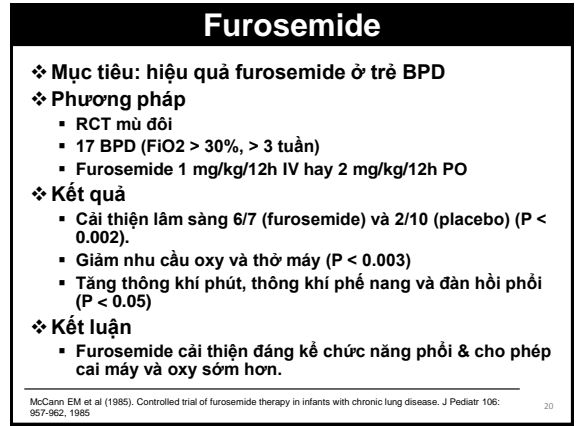 Furosemide
❖ Mục tiêu: hiệu quả furosemide ở trẻ BPD
❖ Phương pháp
▪ RCT mù đôi
▪ 17 BPD (FiO2 > 30%, > 3 tuần)
▪ Furosemide 1 mg/kg/12h IV hay 2 mg/kg/12h PO
❖ Kết quả
▪ Cải thiện lâm sàng 6/7 (furosemide) và 2/10 (placebo) (P <
0.002).
▪ Giảm nhu cầu oxy và thở máy (P < 0.003)
▪ Tăng thông khí phút, thông khí phế nang và đàn hồi phổi
(P < 0.05)
❖ Kết luận
▪ Furosemide cải thiện đáng kể chức năng phổi & cho phép
cai máy và oxy sớm hơn.
McCann EM et al (1985). Controlled trial of furosemide therapy in infants with chronic lung disease. J Pediatr 106:
957-962, 1985
20